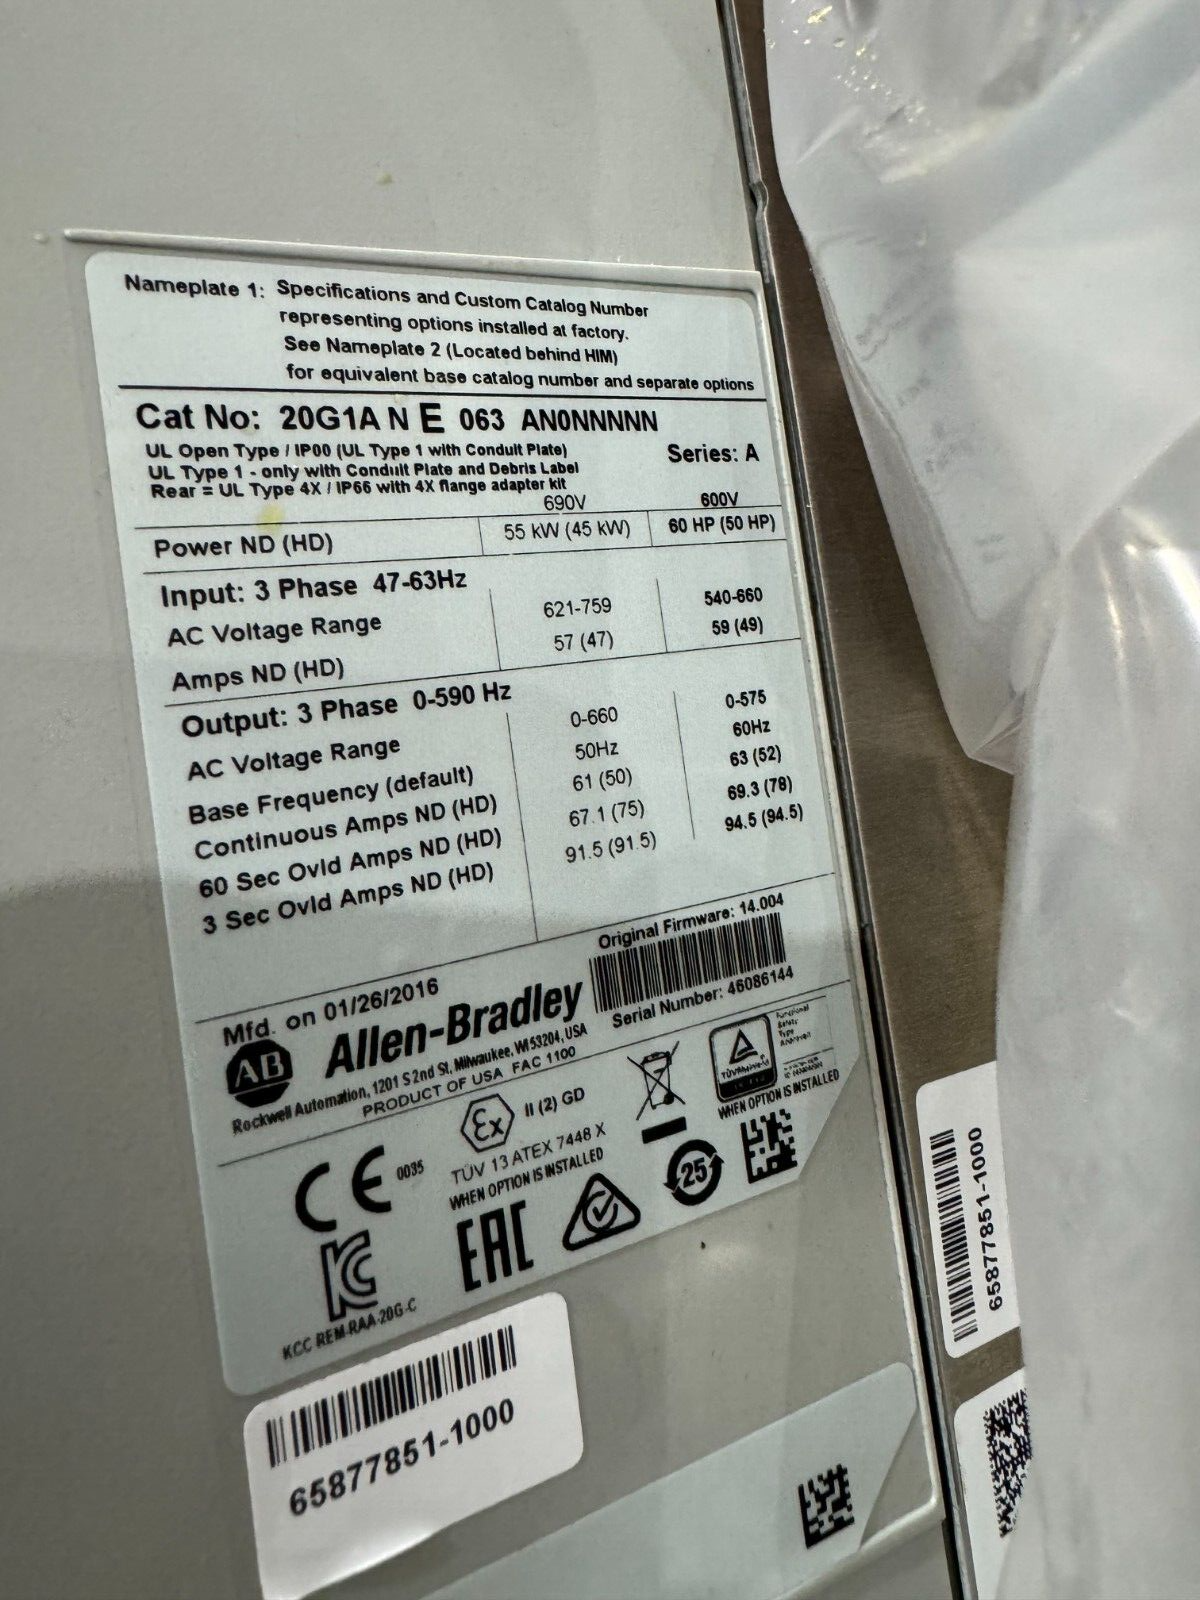 Nameplate 1: Specifications and Custom Catalog Number
representing options installed at factory.
See Nameplate 2 (Located behind HIM)
for equivalent base catalog number and separate options
Cat No: 20G1A N E 063 AN0NNNNN
UL Open Type / IP00 (UL Type 1 with Conduit Plate)
Series: A
UL Type 1 - only with Conduit Plate and Debris Label
Rear = UL Type 4X / IP66 with 4X flange adapter kit
690V 600V
Power ND (HD) 55 kW (45 kW) 60 HP (50 HP)
Input: 3 Phase 47-63Hz
AC Voltage Range 621-759 540-660
Amps ND (HD) 57 (47) 59 (49)
Output: 3 Phase 0-590 Hz
AC Voltage Range 0-660 0-575
Base Frequency (default) 50Hz 60Hz
Continuous Amps ND (HD) 61 (50) 63 (52)
60 Sec Ovld Amps ND (HD) 67.1 (75) 69.3 (78)
3 Sec Ovld Amps ND (HD) 91.5 (91.5) 94.5 (94.5)
Original Firmware: 14.004
Mfd. on 01/26/2016
Serial Number: 46086144
AB Allen-Bradley
Rockwell Automation, 1201 S 2nd St, Milwaukee, WI 53204, USA
PRODUCT OF USA FAC 1100
CE 0035
Ex II (2) GD
TÜV 13 ATEX 7448 X
WHEN OPTION IS INSTALLED
Functional
Safety
Type
WHEN OPTION IS INSTALLED
25
EAC
KC
KCC-REM-RAA-20G-C
65877851-1000
65877851-1000